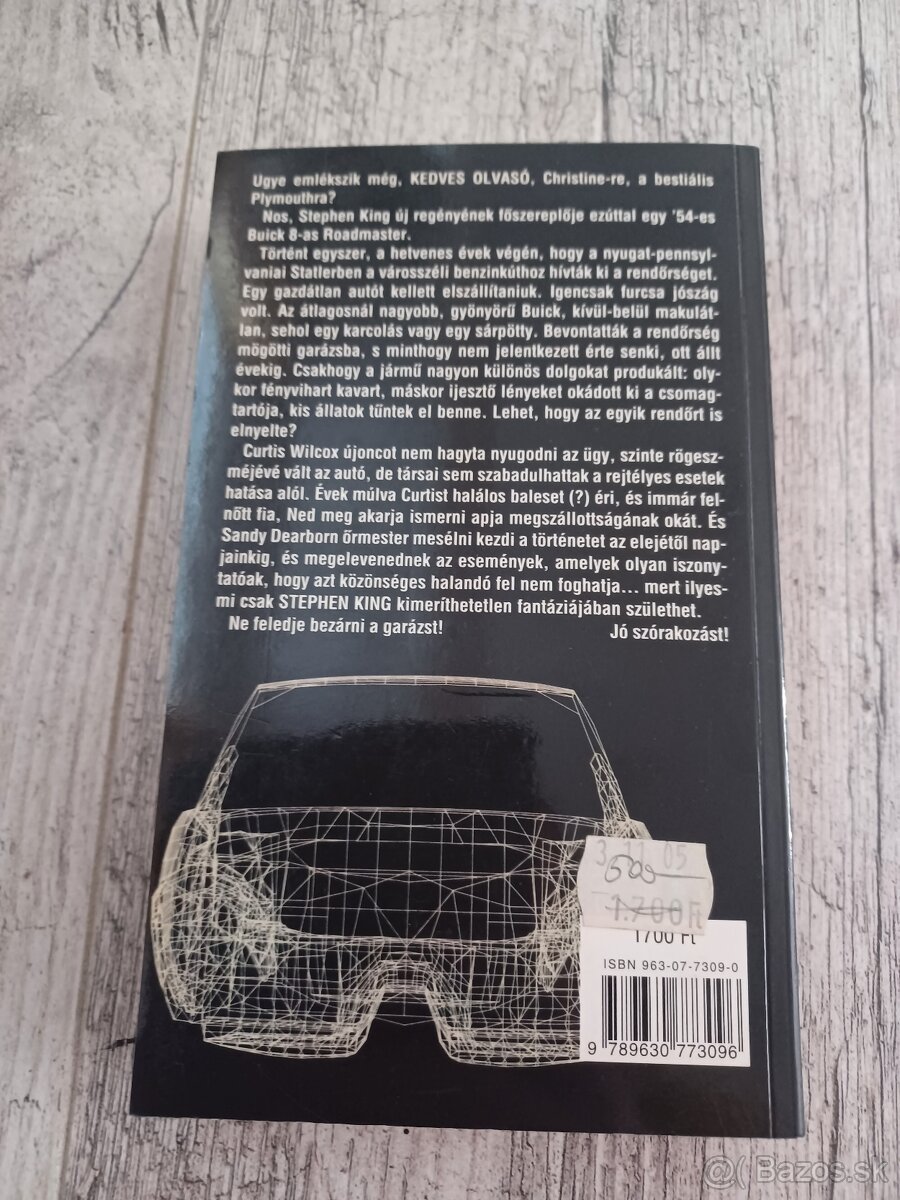 Ugye emlékszik még, KEDVES OLVASÓ, Christine-re, a bestiális
Plymouthra?
Nos, Stephen King új regényének főszereplője ezúttal egy '54-es
Buick 8-as Roadmaster.
Történt egyszer, a hetvenes évek végén, hogy a nyugat-pennsyl-
vaniai Statlerben a városszéli benzinkúthoz hívták ki a rendőrséget.
Egy gazdátlan autót kellett elszállítaniuk. Igencsak furcsa jószág
volt. Az átlagosnál nagyobb, gyönyörű Buick, kívül-belül makulát-
lan, sehol egy karcolás vagy egy sárpötty. Bevontatták a rendőrség
mögötti garázsba, s minthogy nem jelentkezett érte senki, ott állt
évekig. Csakhogy a jármű nagyon különös dolgokat produkált: oly-
kor fényvihart kavart, máskor ijesztő lényeket okádott ki a csomag-
tartója, kis állatok tűntek el benne. Lehet, hogy az egyik rendőrt is
elnyelte?
Curtis Wilcox újoncot nem hagyta nyugodni az ügy, szinte rögesz-
méjévé vált az autó, de társai sem szabadulhattak a rejtélyes esetek
hatása alól. Évek múlva Curtist halálos baleset (?) éri, és immár fel-
nőtt fia, Ned meg akarja ismerni apja megszállottságának okát. És
Sandy Dearborn őrmester mesélni kezdi a történetet az elejétől nap-
jainkig, és megelevenednek az események, amelyek olyan iszony-
tatóak, hogy azt közönséges halandó fel nem foghatja... mert ilyes-
mi csak STEPHEN KING kimeríthetetlen fantáziájában születhet.
Ne feledje bezárni a garázst! Jó szórakozást!
3 11 05
1.700 Ft
1700 Ft
ISBN 963-07-7309-0
9 789630 773096
@( Bazos.sk